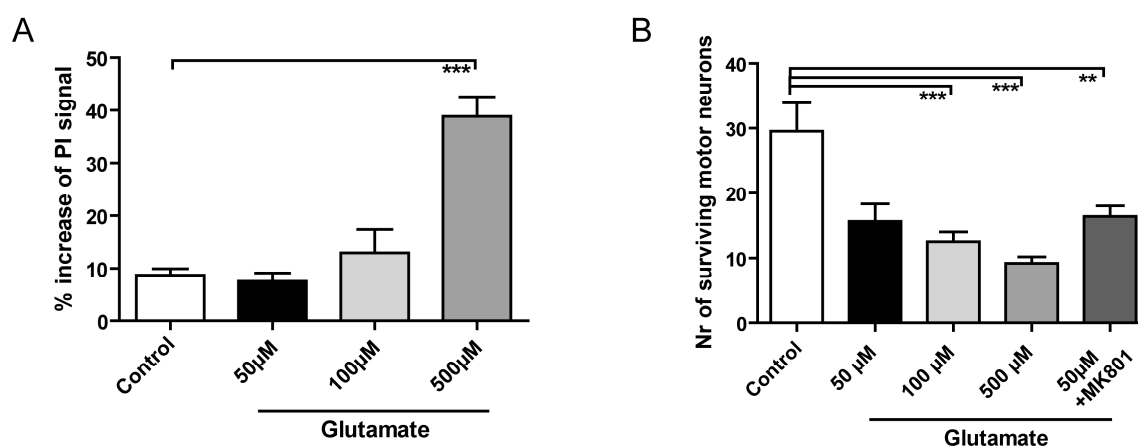 A
% increase of PI signal
50
40
30
20
10
0
***
Control
50µM
100µM
500µM
Glutamate
B
Nr of surviving motor neurons
40
30
20
10
0
***
***
**
Control
50 µM
100 µM
500 µM
50µM
+MK801
Glutamate